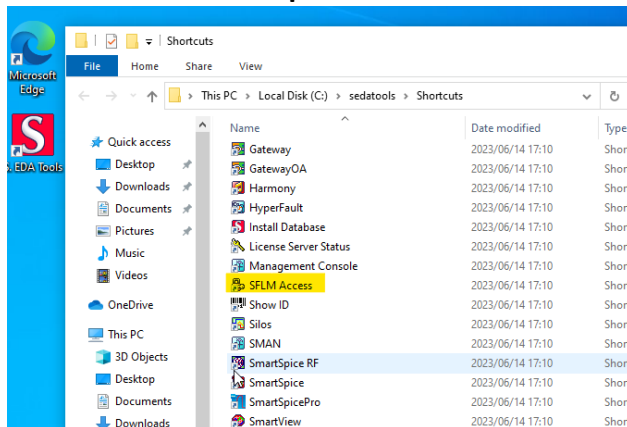 Shortcuts
Microsoft
Edge
File Home Share View
This PC > Local Disk (C:) > sedatools > Shortcuts
Name Date modified Type
S. EDA Tools
Quick access
Desktop
Downloads
Documents
Pictures
Music
Videos
OneDrive
This PC
3D Objects
Desktop
Documents
Downloads
Gateway 2023/06/14 17:10 Shor
GatewayOA 2023/06/14 17:10 Shor
Harmony 2023/06/14 17:10 Shor
HyperFault 2023/06/14 17:10 Shor
Install Database 2023/06/14 17:10 Shor
License Server Status 2023/06/14 17:10 Shor
Management Console 2023/06/14 17:10 Shor
SFLM Access 2023/06/14 17:10 Shor
Show ID 2023/06/14 17:10 Shor
Silos 2023/06/14 17:10 Shor
SMAN 2023/06/14 17:10 Shor
SmartSpice RF 2023/06/14 17:10 Shor
SmartSpice 2023/06/14 17:10 Shor
SmartSpicePro 2023/06/14 17:10 Shor
SmartView 2023/06/14 17:10 Shor